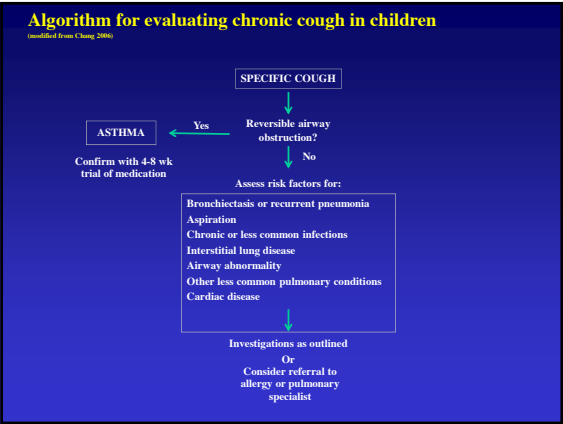 Algorithm for evaluating chronic cough in children
(modified from Chang 2006)
SPECIFIC COUGH
Reversible airway
obstruction?
Yes
ASTHMA
Confirm with 4-8 wk
trial of medication
No
Assess risk factors for:
Bronchiectasis or recurrent pneumonia
Aspiration
Chronic or less common infections
Interstitial lung disease
Airway abnormality
Other less common pulmonary conditions
Cardiac disease
Investigations as outlined
Or
Consider referral to
allergy or pulmonary
specialist